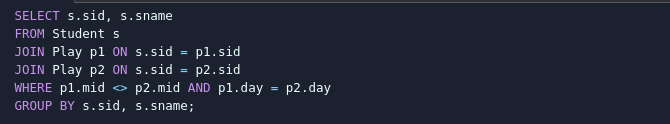 SELECT s.sid, s.sname
FROM Student s
JOIN Play p1 ON s.sid = p1.sid
JOIN Play p2 ON s.sid = p2.sid
WHERE p1.mid <> p2.mid AND p1.day = p2.day
GROUP BY s.sid, s.sname;